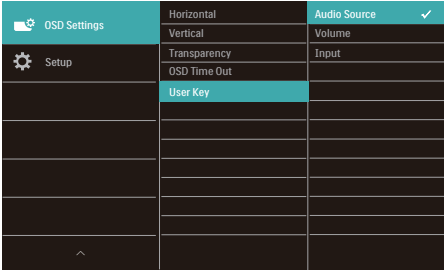 OSD Settings
Setup
Horizontal
Vertical
Transparency
OSD Time Out
User Key
Audio Source
Volume
Input